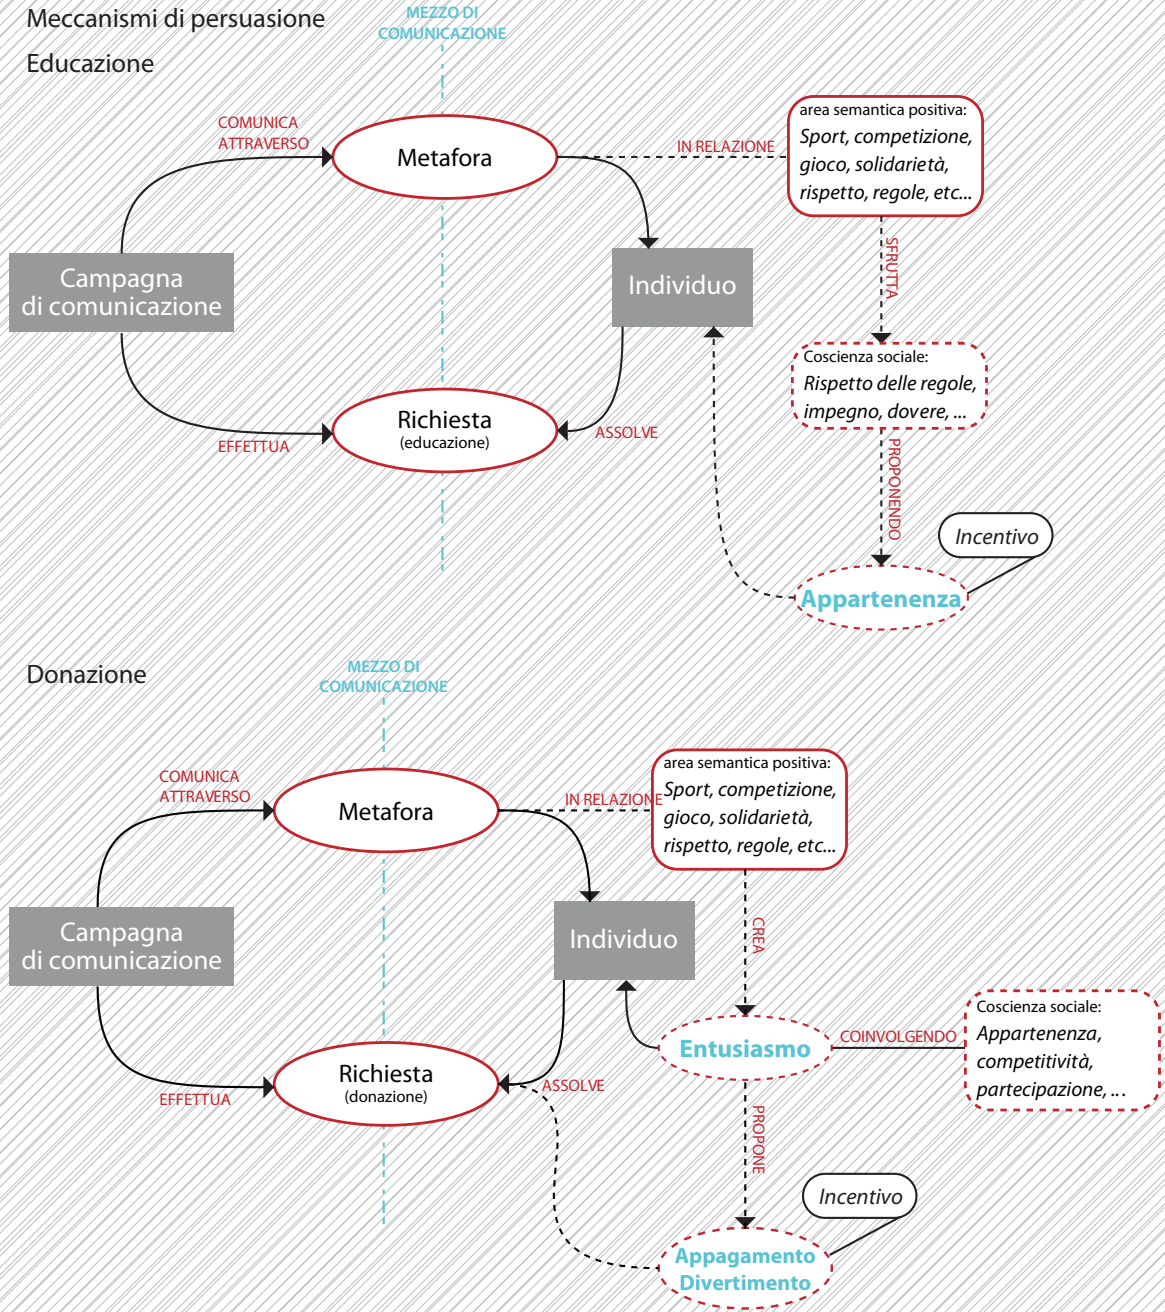 Meccanismi di persuasione
Educazione
MEZZO DI
COMUNICAZIONE
COMUNICA
ATTRAVERSO
Metafora
IN RELAZIONE
area semantica positiva:
Sport, competizione,
gioco, solidarietà,
rispetto, regole, etc...
Campagna
di comunicazione
Individuo
SFRUTTA
Coscienza sociale:
Rispetto delle regole,
impegno, dovere, ...
Richiesta
(educazione)
EFFETTUA
ASSOLVE
PROPONENDO
Incentivo
Appartenenza
Donazione
MEZZO DI
COMUNICAZIONE
COMUNICA
ATTRAVERSO
Metafora
IN RELAZIONE
area semantica positiva:
Sport, competizione,
gioco, solidarietà,
rispetto, regole, etc...
Campagna
di comunicazione
Individuo
CREA
Entusiasmo
COINVOLGENDO
Coscienza sociale:
Appartenenza,
competitività,
partecipazione, ...
Richiesta
(donazione)
EFFETTUA
ASSOLVE
PROPONE
Incentivo
Appagamento
Divertimento